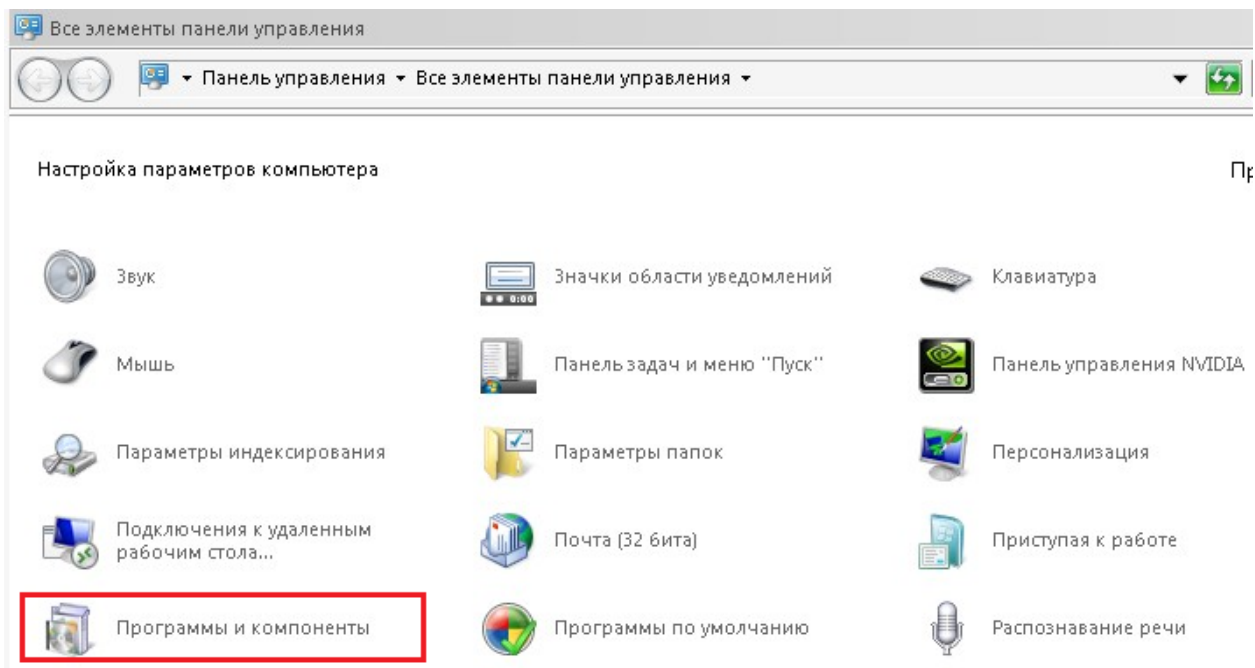 Все элементы панели управления
Панель управления Все элементы панели управления
Настройка параметров компьютера
Звук
Значки области уведомлений
Клавиатура
Мышь
Панель задач и меню "Пуск"
Панель управления NVIDIA
Параметры индексирования
Параметры папок
Персонализация
Подключения к удаленным
рабочим стола...
Почта (32 бита)
Приступая к работе
Программы и компоненты
Программы по умолчанию
Распознавание речи